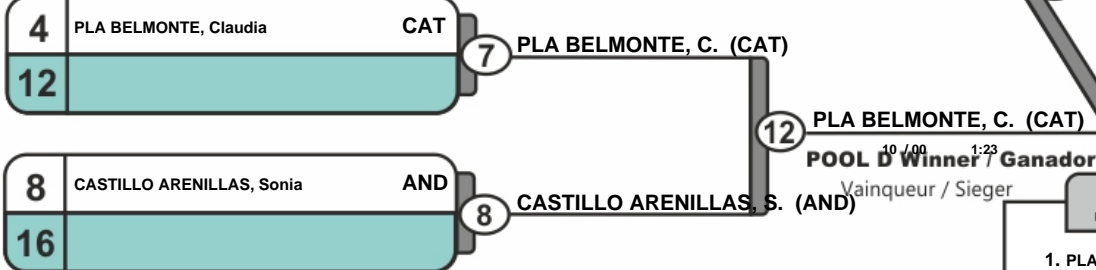 4 PLA BELMONTE, Claudia CAT
12
7 PLA BELMONTE, C. (CAT)
8 CASTILLO ARENILLAS, Sonia AND
16
8 CASTILLO ARENILLAS, S. (AND)
12 PLA BELMONTE, C. (CAT)
10 / 00 1:23
POOL D Winner / Ganador
Vainqueur / Sieger
1. PLA